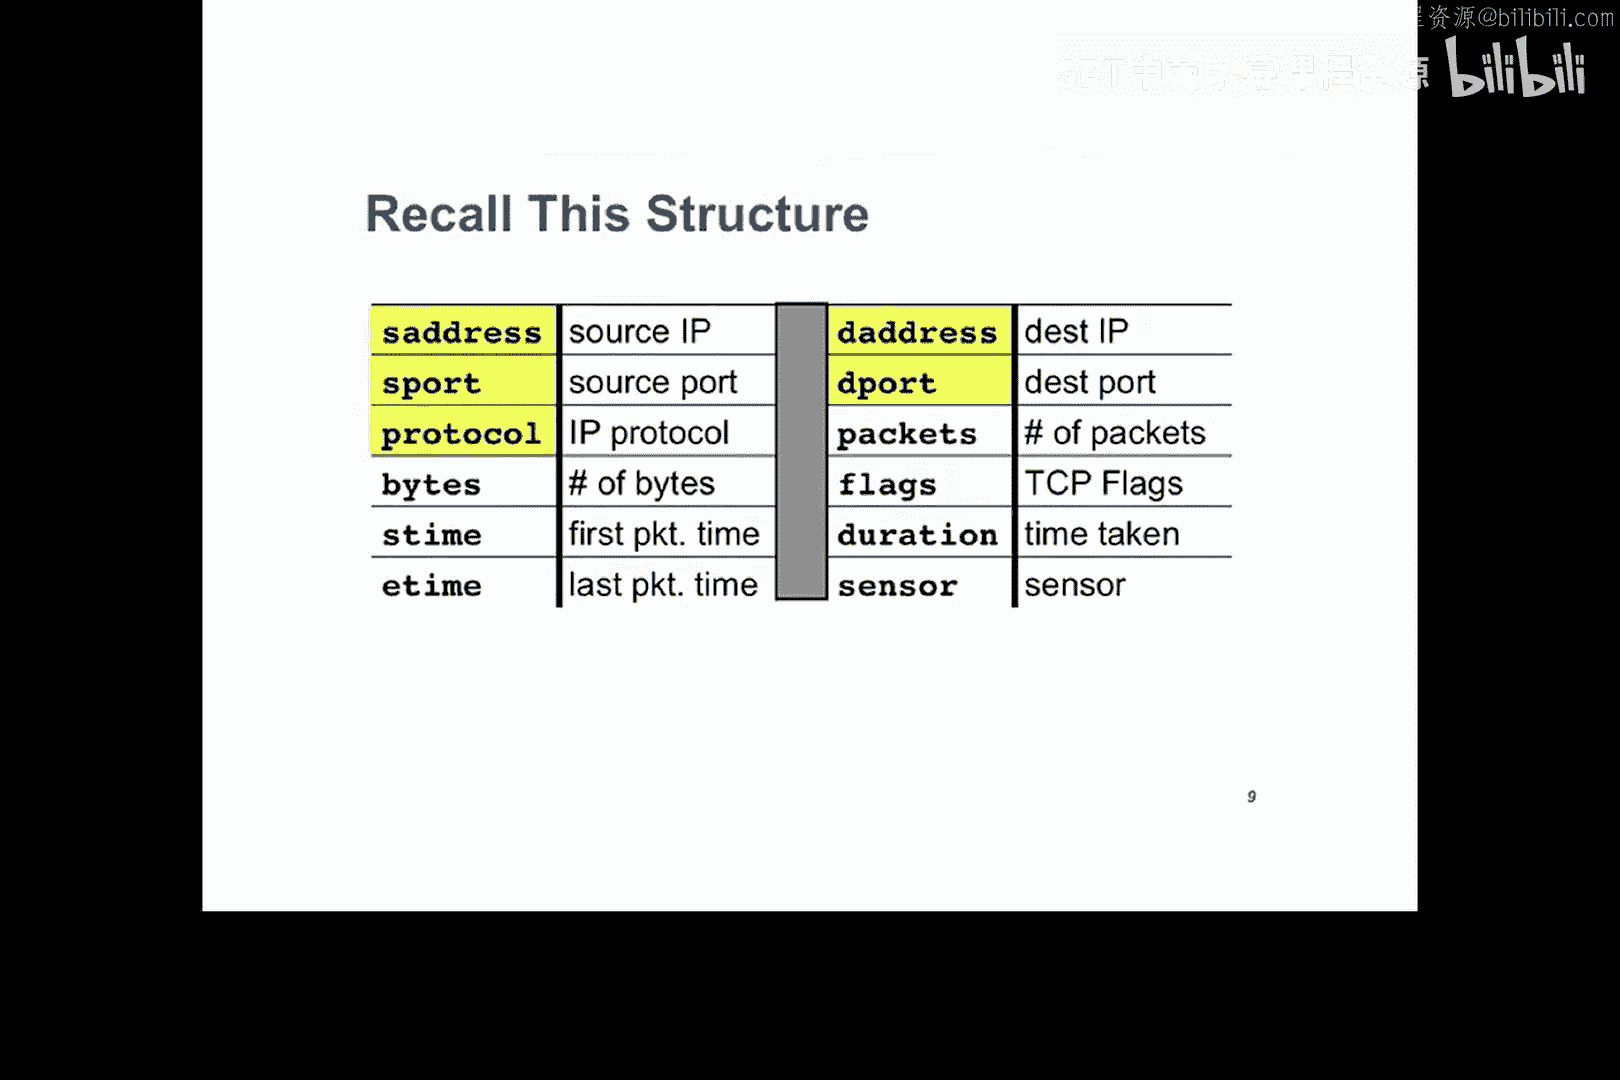 资源@bilibili.com
bilibili
Recall This Structure
saddress source IP daddress dest IP
sport source port dport dest port
protocol IP protocol packets # of packets
bytes # of bytes flags TCP Flags
stime first pkt. time duration time taken
etime last pkt. time sensor sensor
9